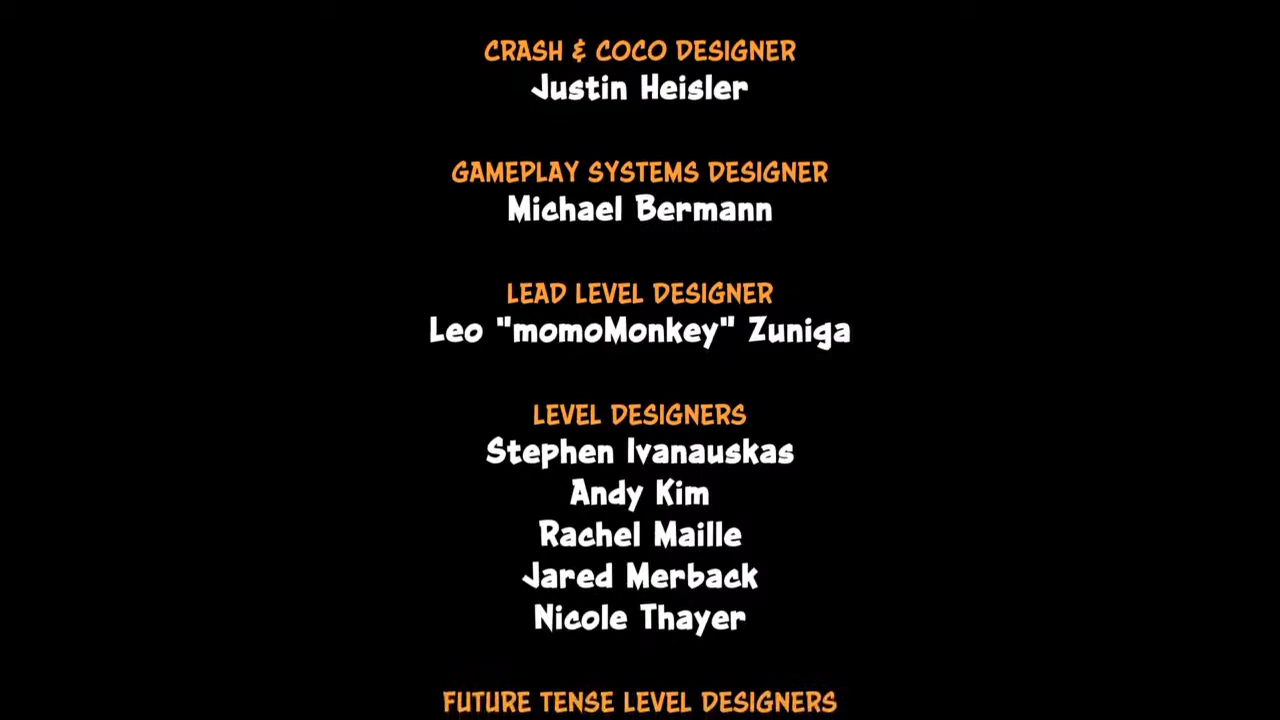 CRASH & COCO DESIGNER
Justin Heisler
GAMEPLAY SYSTEMS DESIGNER
Michael Bermann
LEAD LEVEL DESIGNER
Leo "momoMonkey" Zuniga
LEVEL DESIGNERS
Stephen Ivanauskas
Andy Kim
Rachel Maille
Jared Merback
Nicole Thayer
FUTURE TENSE LEVEL DESIGNERS